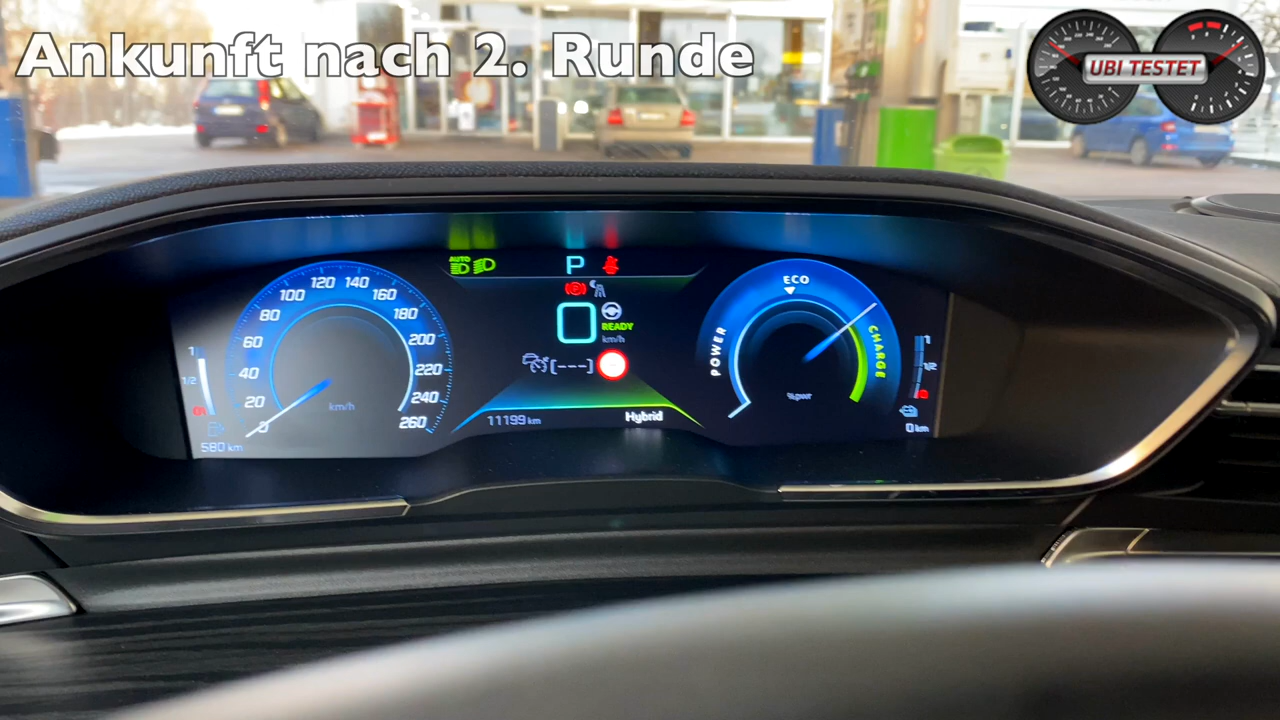 Ankunft nach 2. Runde
UBI TESTET
AUTO
P
0
READY
km/h
[---]
11199 km
Hybrid
0
20
40
60
80
100
120
140
160
180
200
220
240
260
km/h
1
1/2
580 km
ECO
POWER
CHARGE
%pwr
1
1/2
0 km